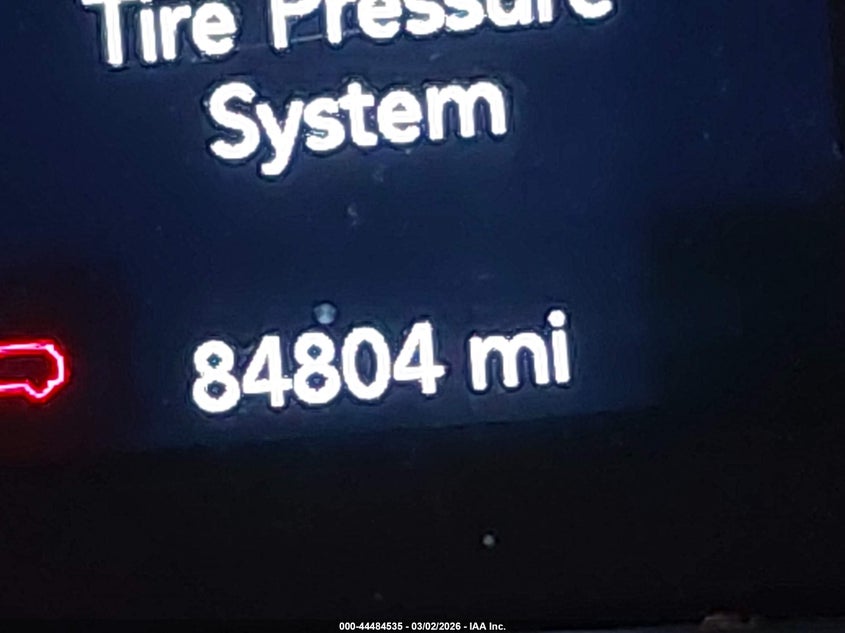 Tire Pressure
System
84804 mi
000-44484535 - 03/02/2026 - IAA Inc.